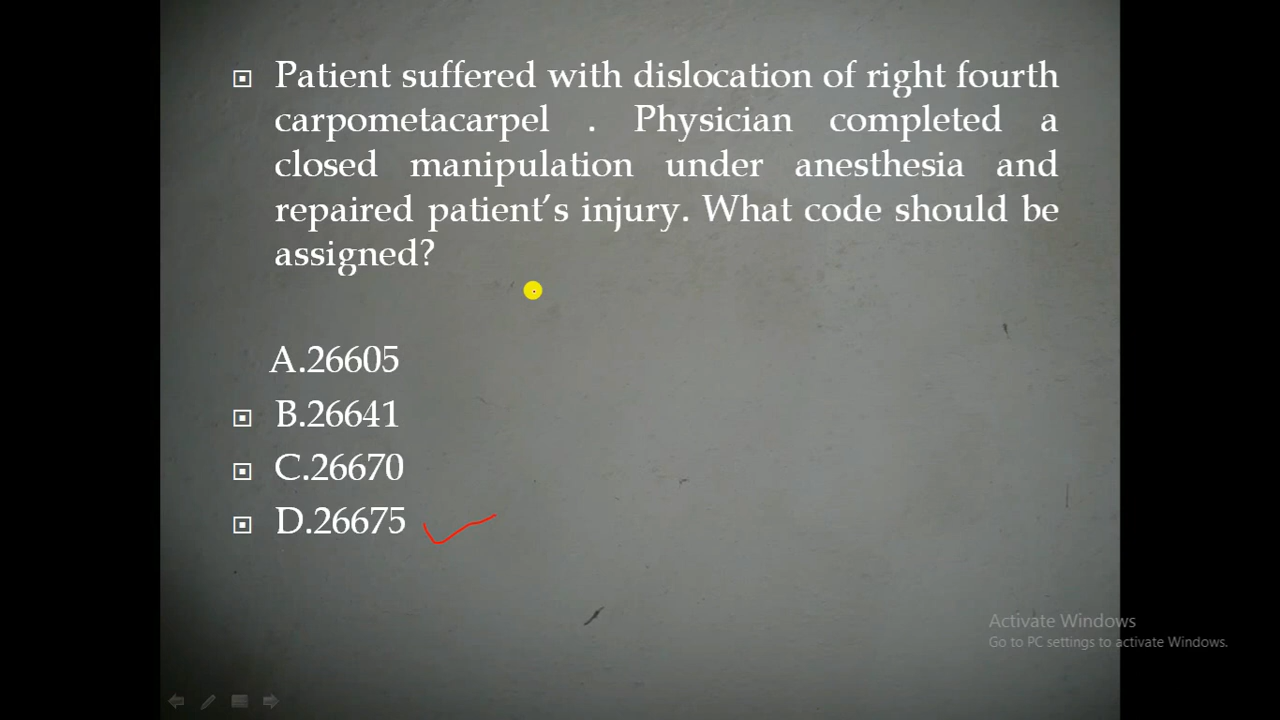 Patient suffered with dislocation of right fourth
carpometacarpel . Physician completed a
closed manipulation under anesthesia and
repaired patient’s injury. What code should be
assigned?
A.26605
B.26641
C.26670
D.26675
Activate Windows
Go to PC settings to activate Windows.